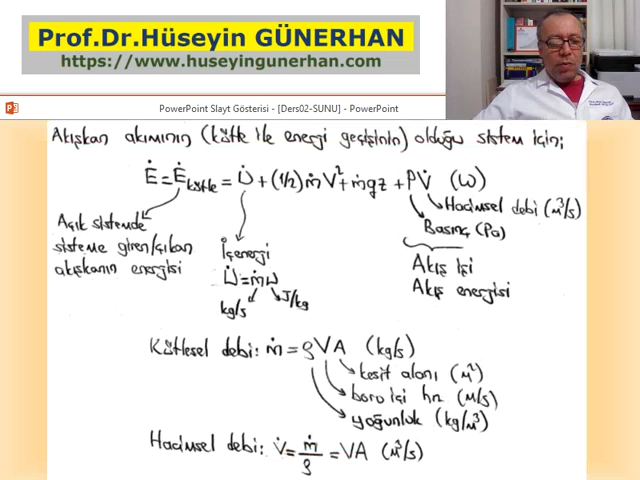 Prof.Dr.Hüseyin GÜNERHAN
https://www.huseyingunerhan.com
PowerPoint Slayt Gösterisi - [Ders02-SUNU] - PowerPoint
Akışkan akımının (kütle ile enerji geçişinin) olduğu sistem için;
Ė = Ėkütle = U̇ + (1/2) ṁV² + ṁgz + PV̇ (W)
Hacimsel debi (m³/s)
Basınç (Pa)
Akış işi
Akış enerjisi
Açık sistemde
sisteme giren/çıkan
akışkanın enerjisi
İçenerji
U̇ = ṁu
kg/s
J/kg
Kütlesel debi: ṁ = ρVA (kg/s)
kesit alanı (m²)
boru içi hız (m/s)
yoğunluk (kg/m³)
Hacimsel debi: V̇ = ṁ/ρ = VA (m³/s)